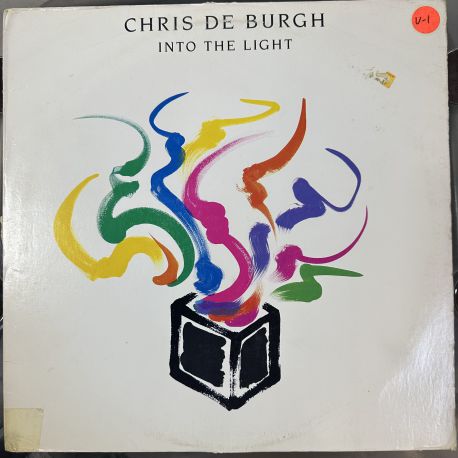 CHRIS DE BURGH
INTO THE LIGHT
V-1